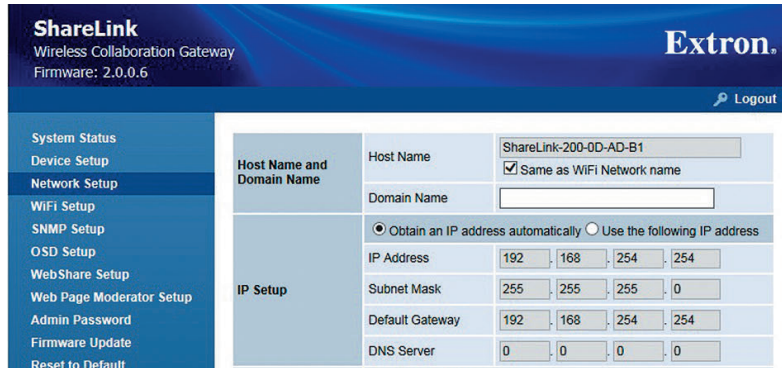 ShareLink
Wireless Collaboration Gateway
Firmware: 2.0.0.6
Extron®
Logout
System Status
Device Setup
Network Setup
WiFi Setup
SNMP Setup
OSD Setup
WebShare Setup
Web Page Moderator Setup
Admin Password
Firmware Update
Reset to Default
Host Name and
Domain Name
Host Name
ShareLink-200-0D-AD-B1
Same as WiFi Network name
Domain Name
IP Setup
Obtain an IP address automatically Use the following IP address
IP Address 192 . 168 . 254 . 254
Subnet Mask 255 . 255 . 255 . 0
Default Gateway 192 . 168 . 254 . 254
DNS Server 0 . 0 . 0 . 0